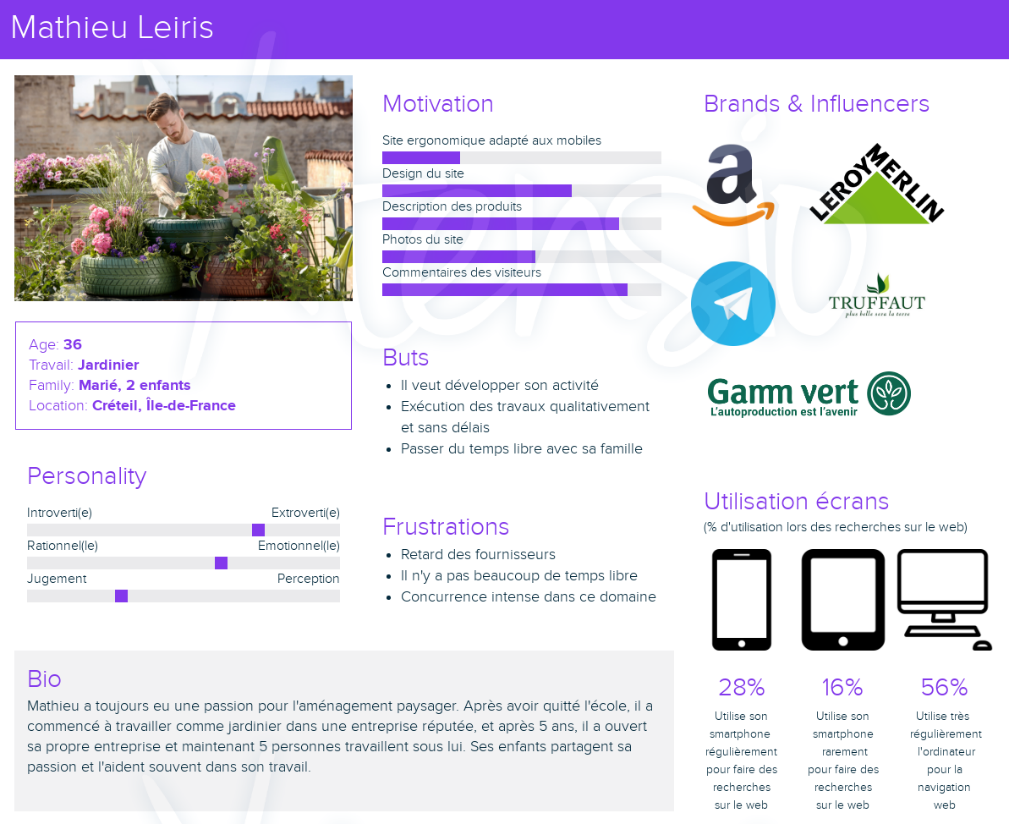 Mathieu Leiris
Age: 36
Travail: Jardinier
Family: Marié, 2 enfants
Location: Créteil, Île-de-France
Personality
Introverti(e) Extroverti(e)
Rationnel(le) Emotionnel(le)
Jugement Perception
Motivation
Site ergonomique adapté aux mobiles
Design du site
Description des produits
Photos du site
Commentaires des visiteurs
Buts
Il veut développer son activité
Exécution des travaux qualitativement
et sans délais
Passer du temps libre avec sa famille
Frustrations
Retard des fournisseurs
Il n'y a pas beaucoup de temps libre
Concurrence intense dans ce domaine
Brands & Influencers
a
LEROY MERLIN
TRUFFAUT
plus belle sera la terre
Gamm vert
L'autoproduction est l'avenir
Utilisation écrans
(% d'utilisation lors des recherches sur le web)
28%
Utilise son
smartphone
régulièrement
pour faire des
recherches
sur le web
16%
Utilise son
smartphone
rarement
pour faire des
recherches
sur le web
56%
Utilise très
régulièrement
l'ordinateur
pour la
navigation
web
Bio
Mathieu a toujours eu une passion pour l'aménagement paysager. Après avoir quitté l'école, il a
commencé à travailler comme jardinier dans une entreprise réputée, et après 5 ans, il a ouvert
sa propre entreprise et maintenant 5 personnes travaillent sous lui. Ses enfants partagent sa
passion et l'aident souvent dans son travail.